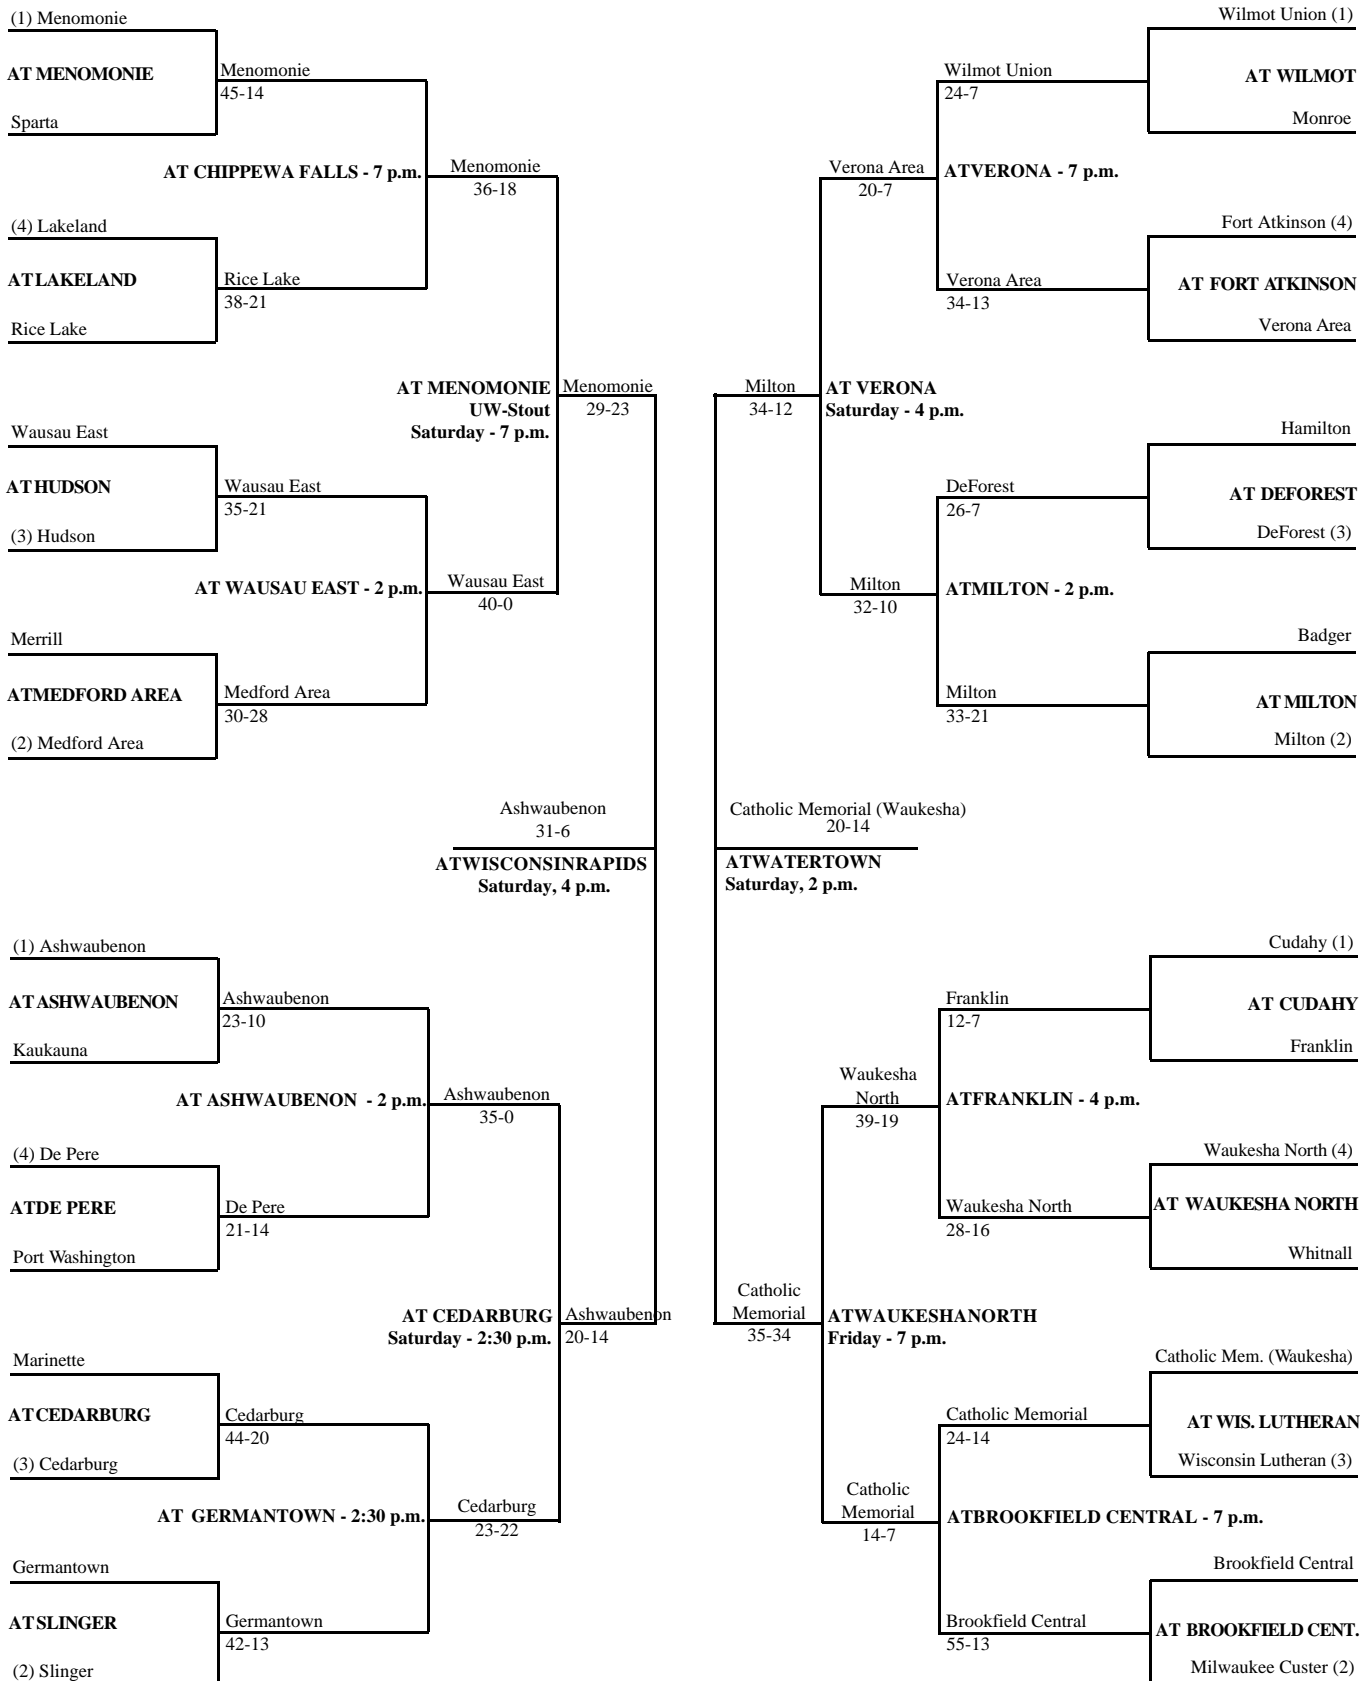 (1) Menomonie
AT MENOMONIE
Sparta
Menomonie
45-14
AT CHIPPEWA FALLS - 7 p.m.
(4) Lakeland
AT LAKELAND
Rice Lake
Rice Lake
38-21
Menomonie
36-18
AT MENOMONIE
UW-Stout
Saturday - 7 p.m.
Menomonie
29-23
Wausau East
AT HUDSON
(3) Hudson
Wausau East
35-21
AT WAUSAU EAST - 2 p.m.
Wausau East
40-0
Merrill
ATMEDFORD AREA
(2) Medford Area
Medford Area
30-28
Ashwaubenon
31-6
ATWISCONSINRAPIDS
Saturday, 4 p.m.
(1) Ashwaubenon
AT ASHWAUBENON
Kaukauna
Ashwaubenon
23-10
AT ASHWAUBENON - 2 p.m.
Ashwaubenon
35-0
(4) De Pere
ATDE PERE
Port Washington
De Pere
21-14
AT CEDARBURG
Saturday - 2:30 p.m.
Ashwaubenon
20-14
Marinette
AT CEDARBURG
(3) Cedarburg
Cedarburg
44-20
AT GERMANTOWN - 2:30 p.m.
Cedarburg
23-22
Germantown
AT SLINGER
(2) Slinger
Germantown
42-13
Wilmot Union (1)
AT WILMOT
Monroe
Wilmot Union
24-7
Verona Area
20-7
ATVERONA - 7 p.m.
Fort Atkinson (4)
AT FORT ATKINSON
Verona Area
Verona Area
34-13
Milton
34-12
AT VERONA
Saturday - 4 p.m.
Hamilton
AT DEFOREST
DeForest (3)
DeForest
26-7
Milton
32-10
ATMILTON - 2 p.m.
Badger
AT MILTON
Milton (2)
Milton
33-21
Catholic Memorial (Waukesha)
20-14
ATWATERTOWN
Saturday, 2 p.m.
Cudahy (1)
AT CUDAHY
Franklin
Franklin
12-7
Waukesha
North
39-19
ATFRANKLIN - 4 p.m.
Waukesha North (4)
AT WAUKESHA NORTH
Whitnall
Waukesha North
28-16
Catholic
Memorial
35-34
ATWAUKESHANORTH
Friday - 7 p.m.
Catholic Mem. (Waukesha)
AT WIS. LUTHERAN
Wisconsin Lutheran (3)
Catholic Memorial
24-14
Catholic
Memorial
14-7
ATBROOKFIELD CENTRAL - 7 p.m.
Brookfield Central
AT BROOKFIELD CENT.
Milwaukee Custer (2)
Brookfield Central
55-13